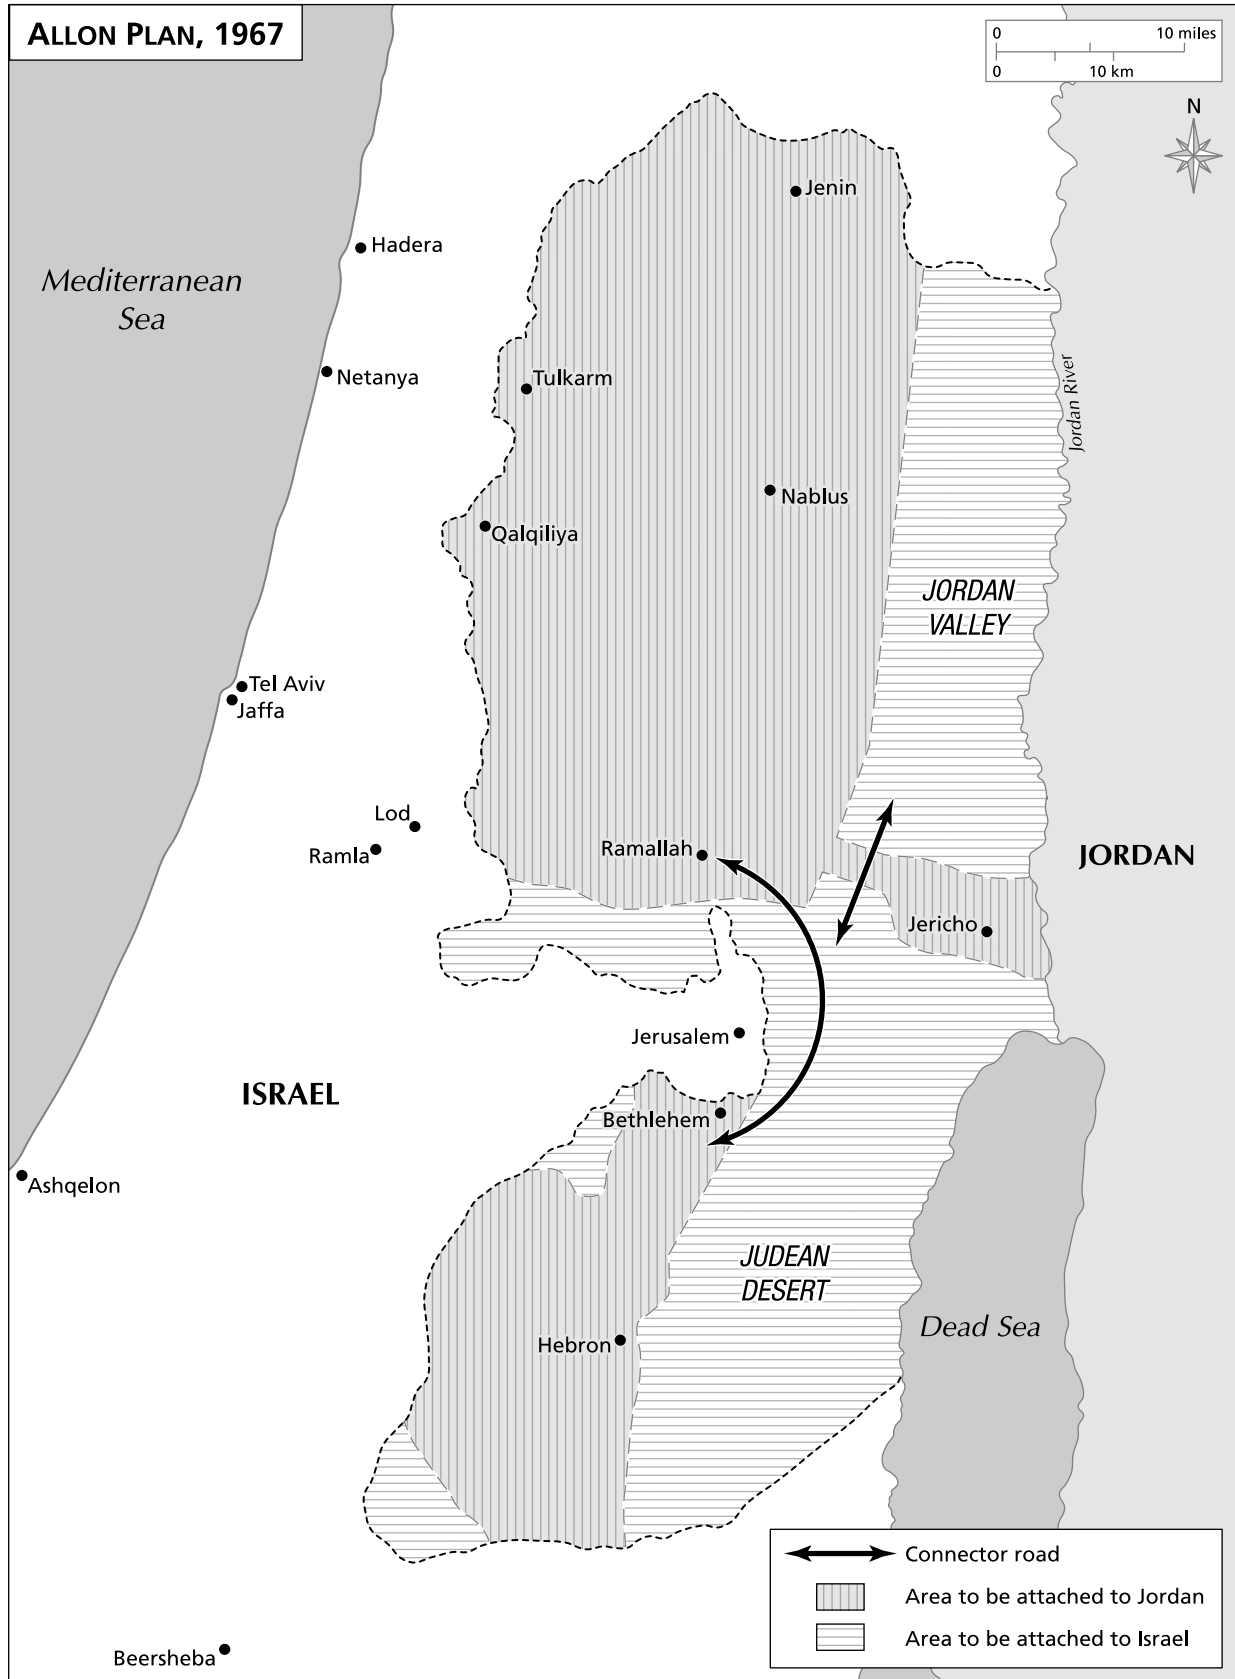 ALLON PLAN, 1967
0 10 miles
0 10 km
N
Jenin
Hadera
Mediterranean
Sea
Netanya
Tulkarm
Jordan River
Nablus
Qalqiliya
JORDAN
VALLEY
Tel Aviv
Jaffa
Lod
Ramla
Ramallah
JORDAN
Jericho
Jerusalem
ISRAEL
Bethlehem
Ashqelon
JUDEAN
DESERT
Dead Sea
Hebron
Beersheba
Connector road
Area to be attached to Jordan
Area to be attached to Israel